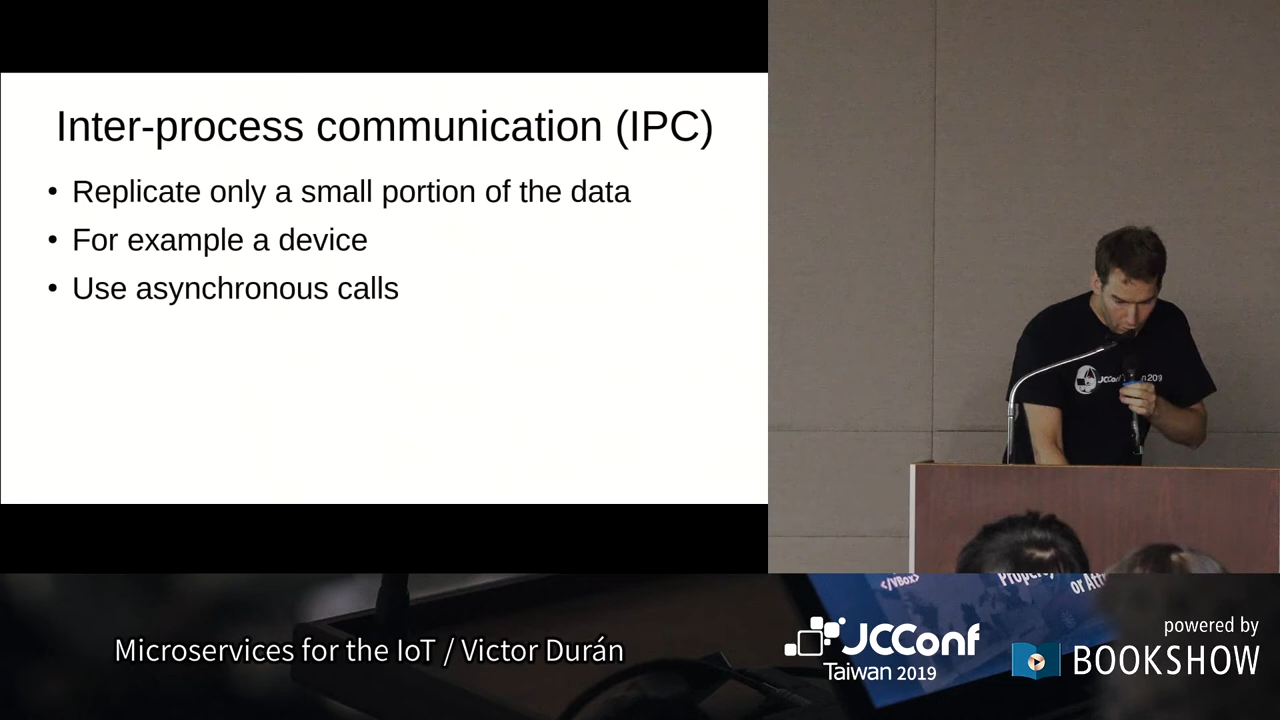 Inter-process communication (IPC)
• Replicate only a small portion of the data
• For example a device
• Use asynchronous calls
</VBox>
Microservices for the IoT / Victor Durán
JCConf
Taiwan 2019
powered by
BOOKSHOW